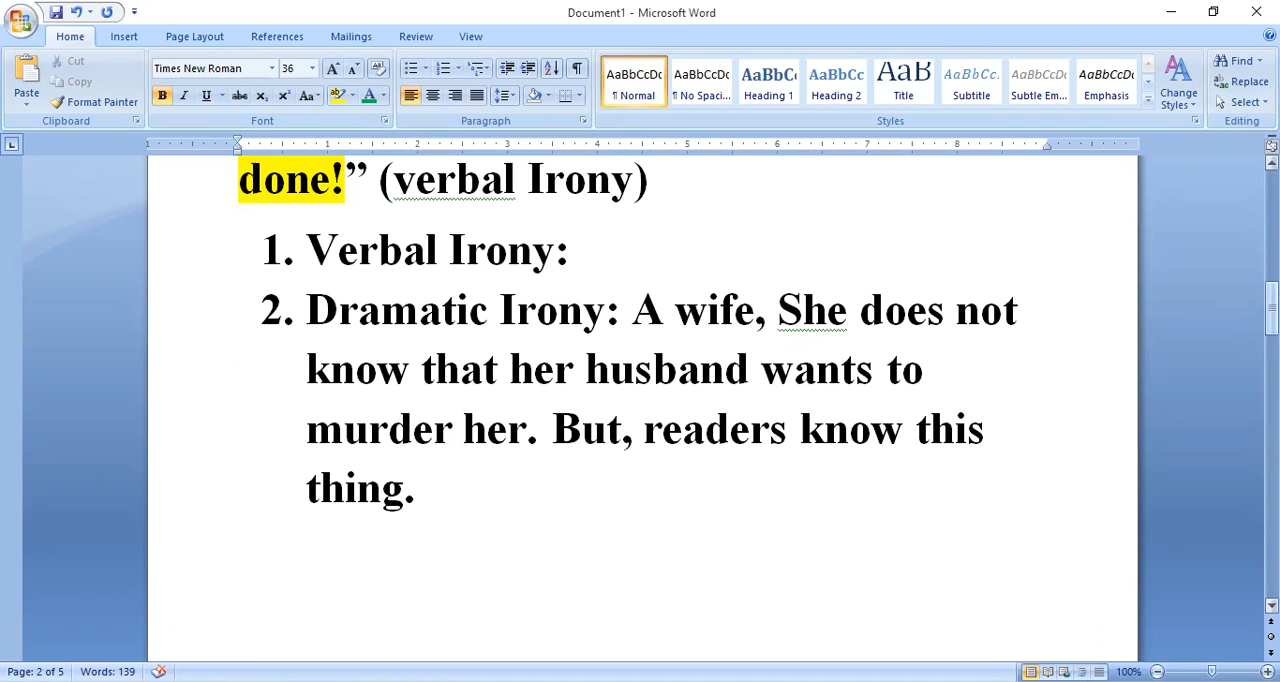 Document1 - Microsoft Word
Home Insert Page Layout References Mailings Review View
Paste
Cut
Copy
Format Painter
Clipboard
Times New Roman 36
Font
Paragraph
AaBbCcDc AaBbCcDc AaBbC AaBbCc AaB AaBbCc. AaBbCcDc AaBbCcDc
¶ Normal ¶ No Spaci... Heading 1 Heading 2 Title Subtitle Subtle Em... Emphasis
Change Styles
Styles
Find
Replace
Select
Editing
done!” (verbal Irony)
1. Verbal Irony:
2. Dramatic Irony: A wife, She does not
know that her husband wants to
murder her. But, readers know this
thing.
Page: 2 of 5 Words: 139 100%